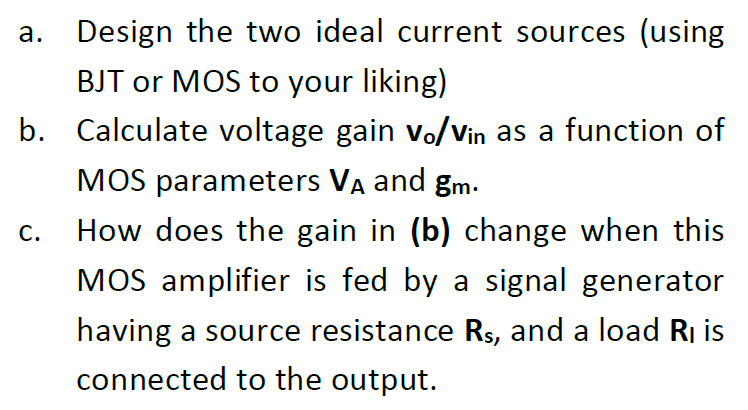 a. Design the two ideal current sources (using
BJT or MOS to your liking)
b. Calculate voltage gain vo/vin as a function of
MOS parameters VA and gm.
c. How does the gain in (b) change when this
MOS amplifier is fed by a signal generator
having a source resistance Rs, and a load Rl is
connected to the output.